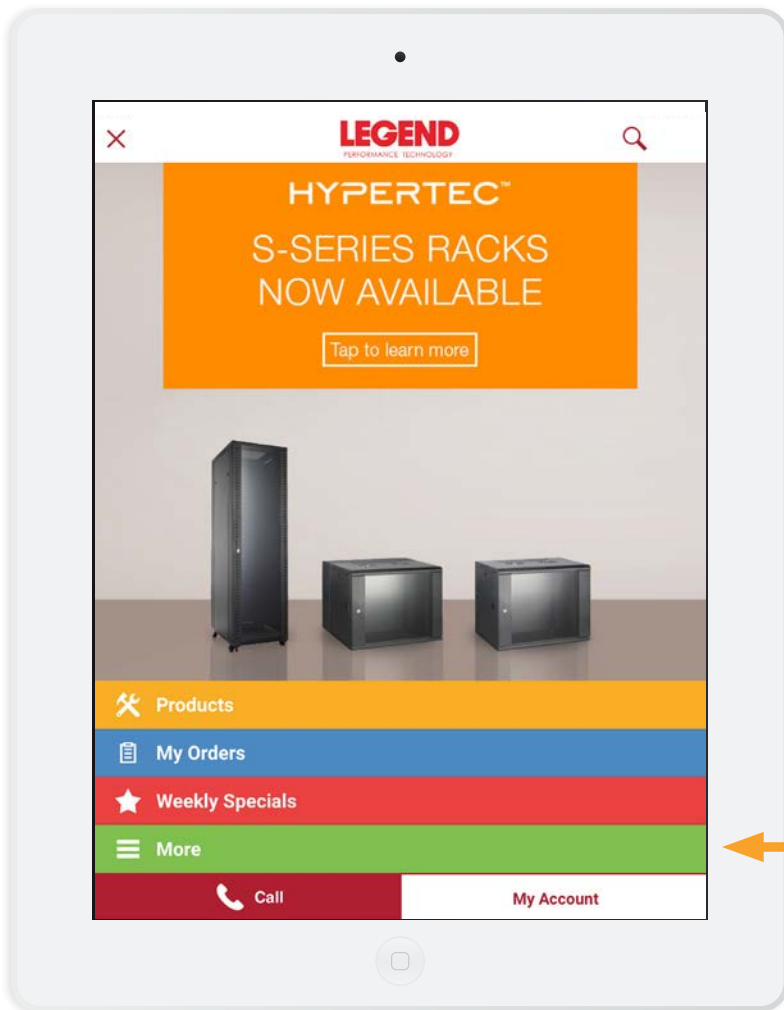 LEGEND
PERFORMANCE TECHNOLOGY
HYPERTEC™
S-SERIES RACKS
NOW AVAILABLE
Tap to learn more
Products
My Orders
Weekly Specials
More
Call
My Account